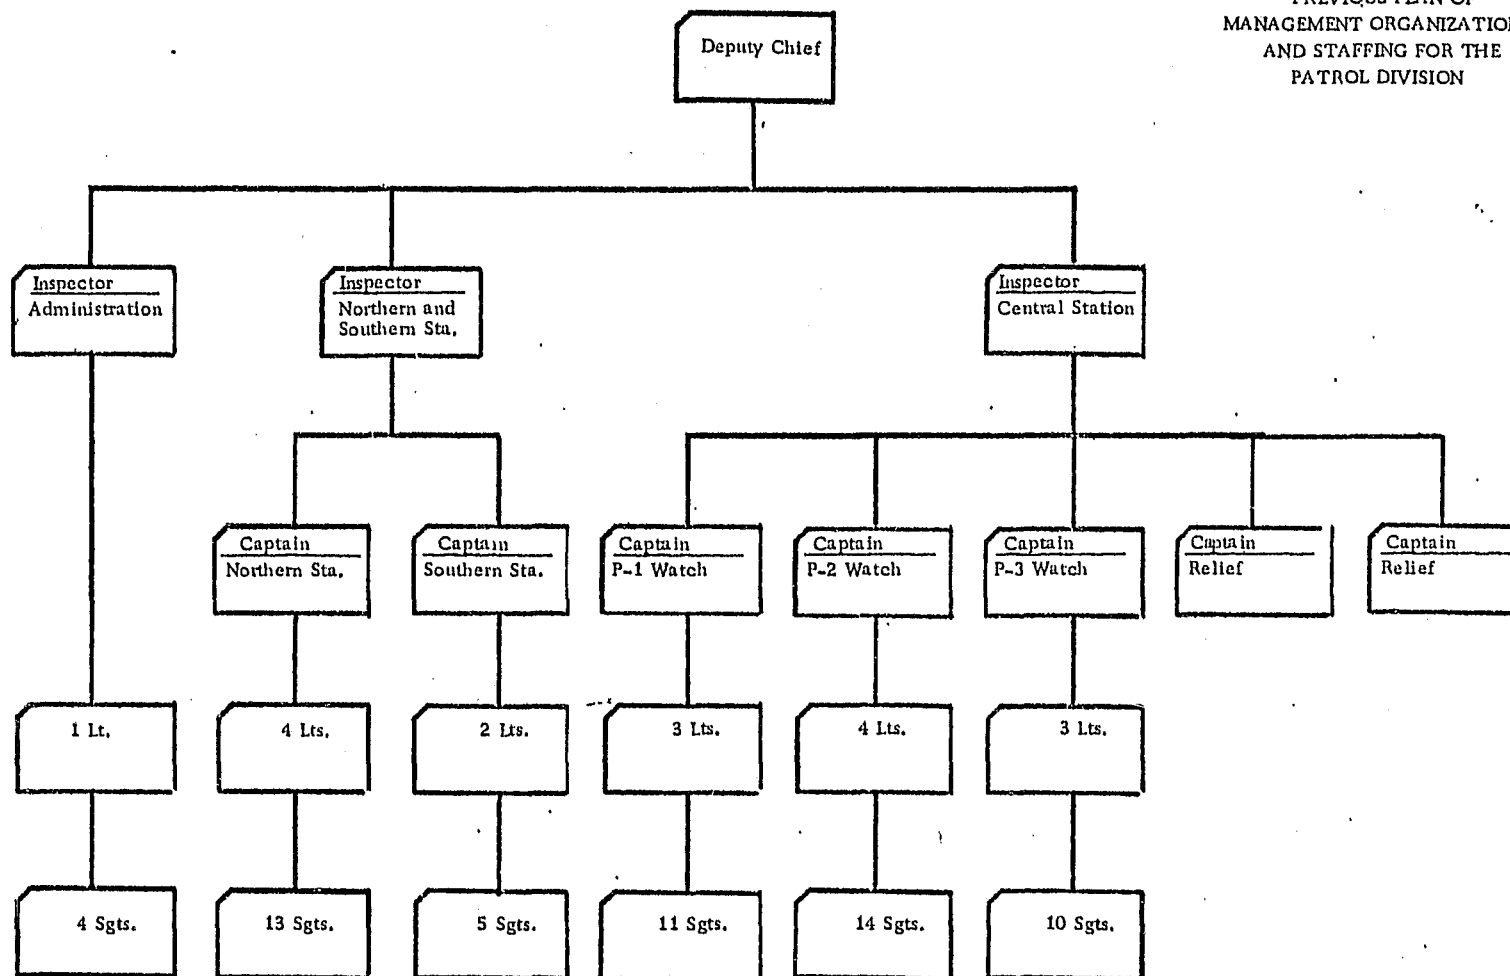 PREVIOUS PLAN OF
MANAGEMENT ORGANIZATION
AND STAFFING FOR THE
PATROL DIVISION
Deputy Chief
Inspector
Administration
Inspector
Northern and
Southern Sta.
Inspector
Central Station
Captain
Northern Sta.
Captain
Southern Sta.
Captain
P-1 Watch
Captain
P-2 Watch
Captain
P-3 Watch
Captain
Relief
Captain
Relief
1 Lt.
4 Lts.
2 Lts.
3 Lts.
4 Lts.
3 Lts.
4 Sgts.
13 Sgts.
5 Sgts.
11 Sgts.
14 Sgts.
10 Sgts.